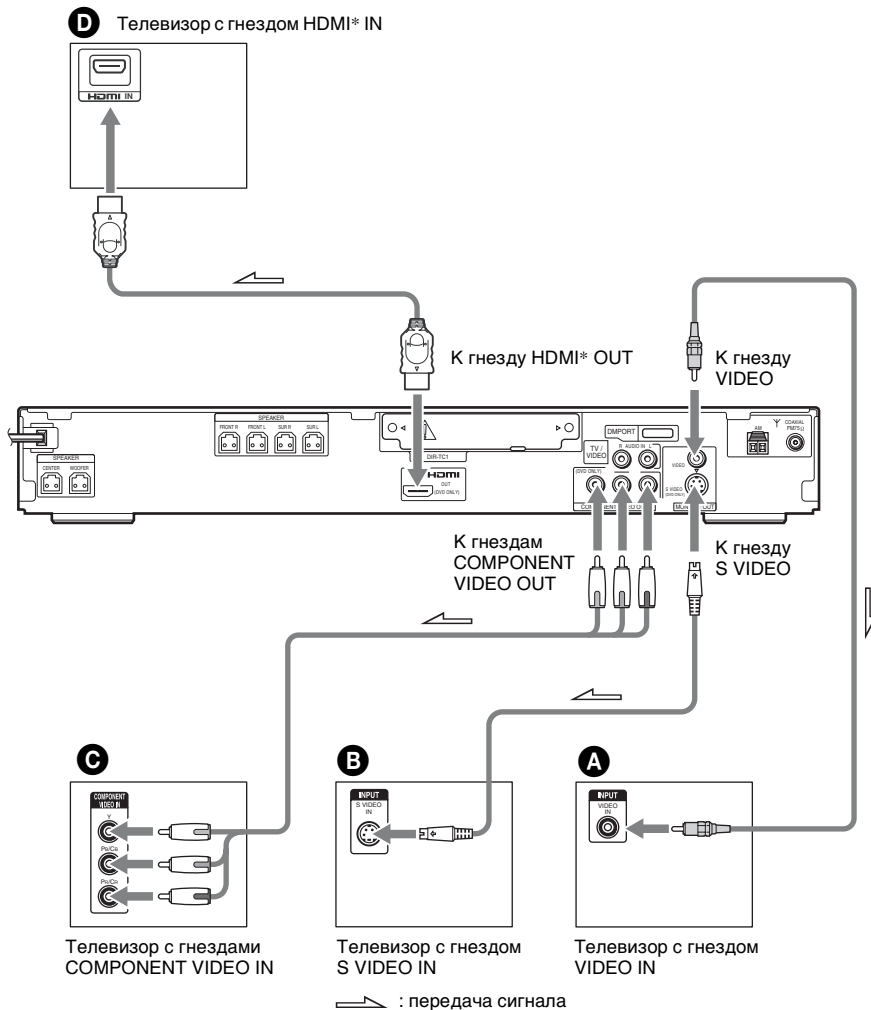 D Телевизор с гнездом HDMI* IN
HDMI IN
К гнезду HDMI* OUT
К гнезду
VIDEO
SPEAKER
FRONT R FRONT L SUR R SUR L
SPEAKER
CENTER WOOFER
DIR-TC1
HDMI
OUT
(DVD ONLY)
DMPORT
TV /
VIDEO
R AUDIO IN L
(DVD ONLY)
VIDEO
S VIDEO
(DVD ONLY)
AM
COAXIAL
FM75Ω
К гнездам
COMPONENT
VIDEO OUT
К гнезду
S VIDEO
C
COMPONENT
VIDEO IN
Y
PB/CB
PR/CR
Телевизор с гнездами
COMPONENT VIDEO IN
B
INPUT
S VIDEO
IN
Телевизор с гнездом
S VIDEO IN
A
INPUT
VIDEO
IN
Телевизор с гнездом
VIDEO IN
: передача сигнала